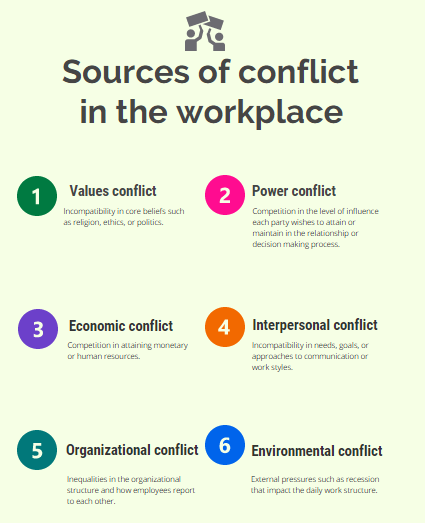 Sources of conflict
in the workplace
1
Values conflict
Incompatibility in core beliefs such
as religion, ethics, or politics.
2
Power conflict
Competition in the level of influence
each party wishes to attain or
maintain in the relationship or
decision making process.
3
Economic conflict
Competition in attaining monetary
or human resources.
4
Interpersonal conflict
Incompatibility in needs, goals, or
approaches to communication or
work styles.
5
Organizational conflict
Inequalities in the organizational
structure and how employees report
to each other.
6
Environmental conflict
External pressures such as recession
that impact the daily work structure.